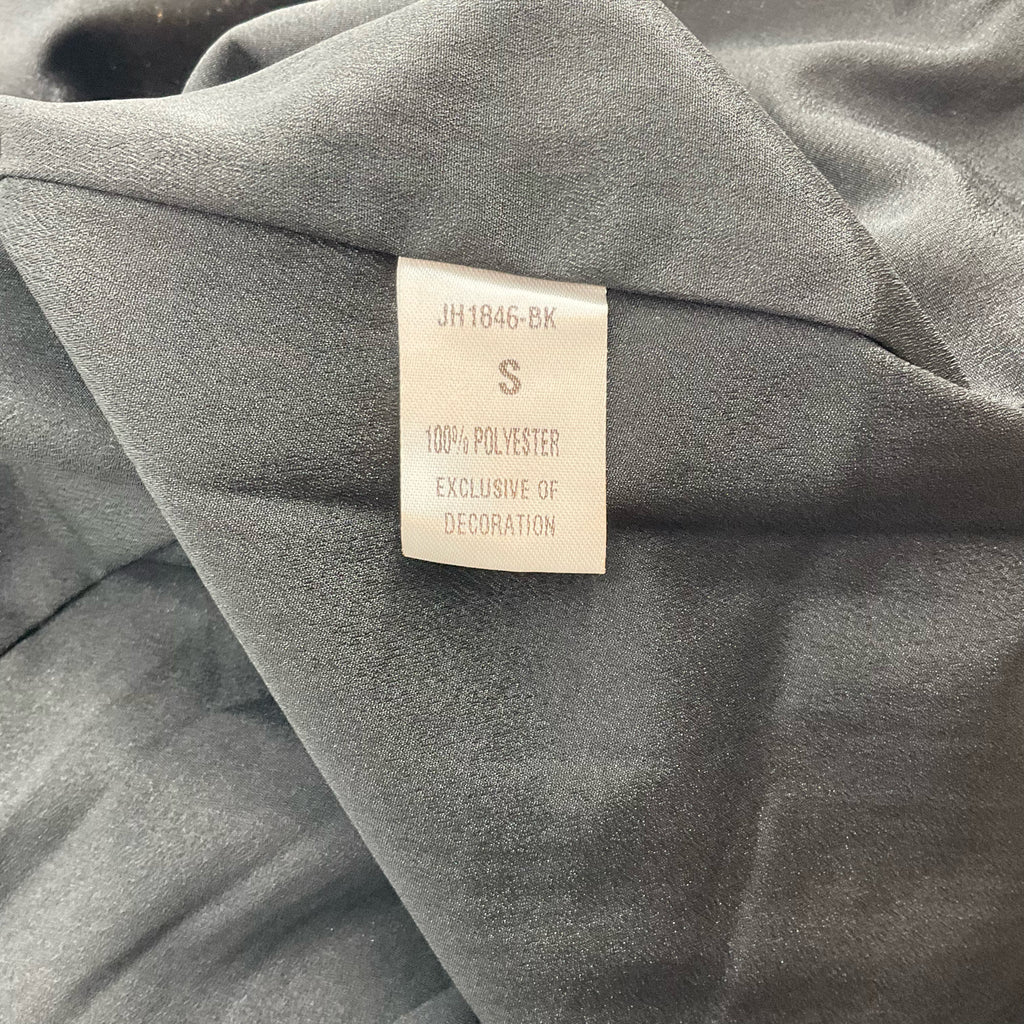 JH1846-BK
S
100% POLYESTER
EXCLUSIVE OF
DECORATION